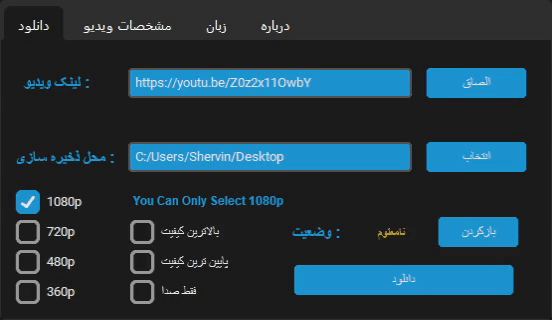 دانلود مشخصات ویدیو زبان درباره
لینک ویدیو : https://youtu.be/Z0z2x11OwbY الصاق
محل ذخیره سازی : C:/Users/Shervin/Desktop انتخاب
1080p You Can Only Select 1080p
720p بالاترین کیفیت وضعیت : نامعلوم بازکردن
480p پایین ترین کیفیت
360p فقط صدا دانلود